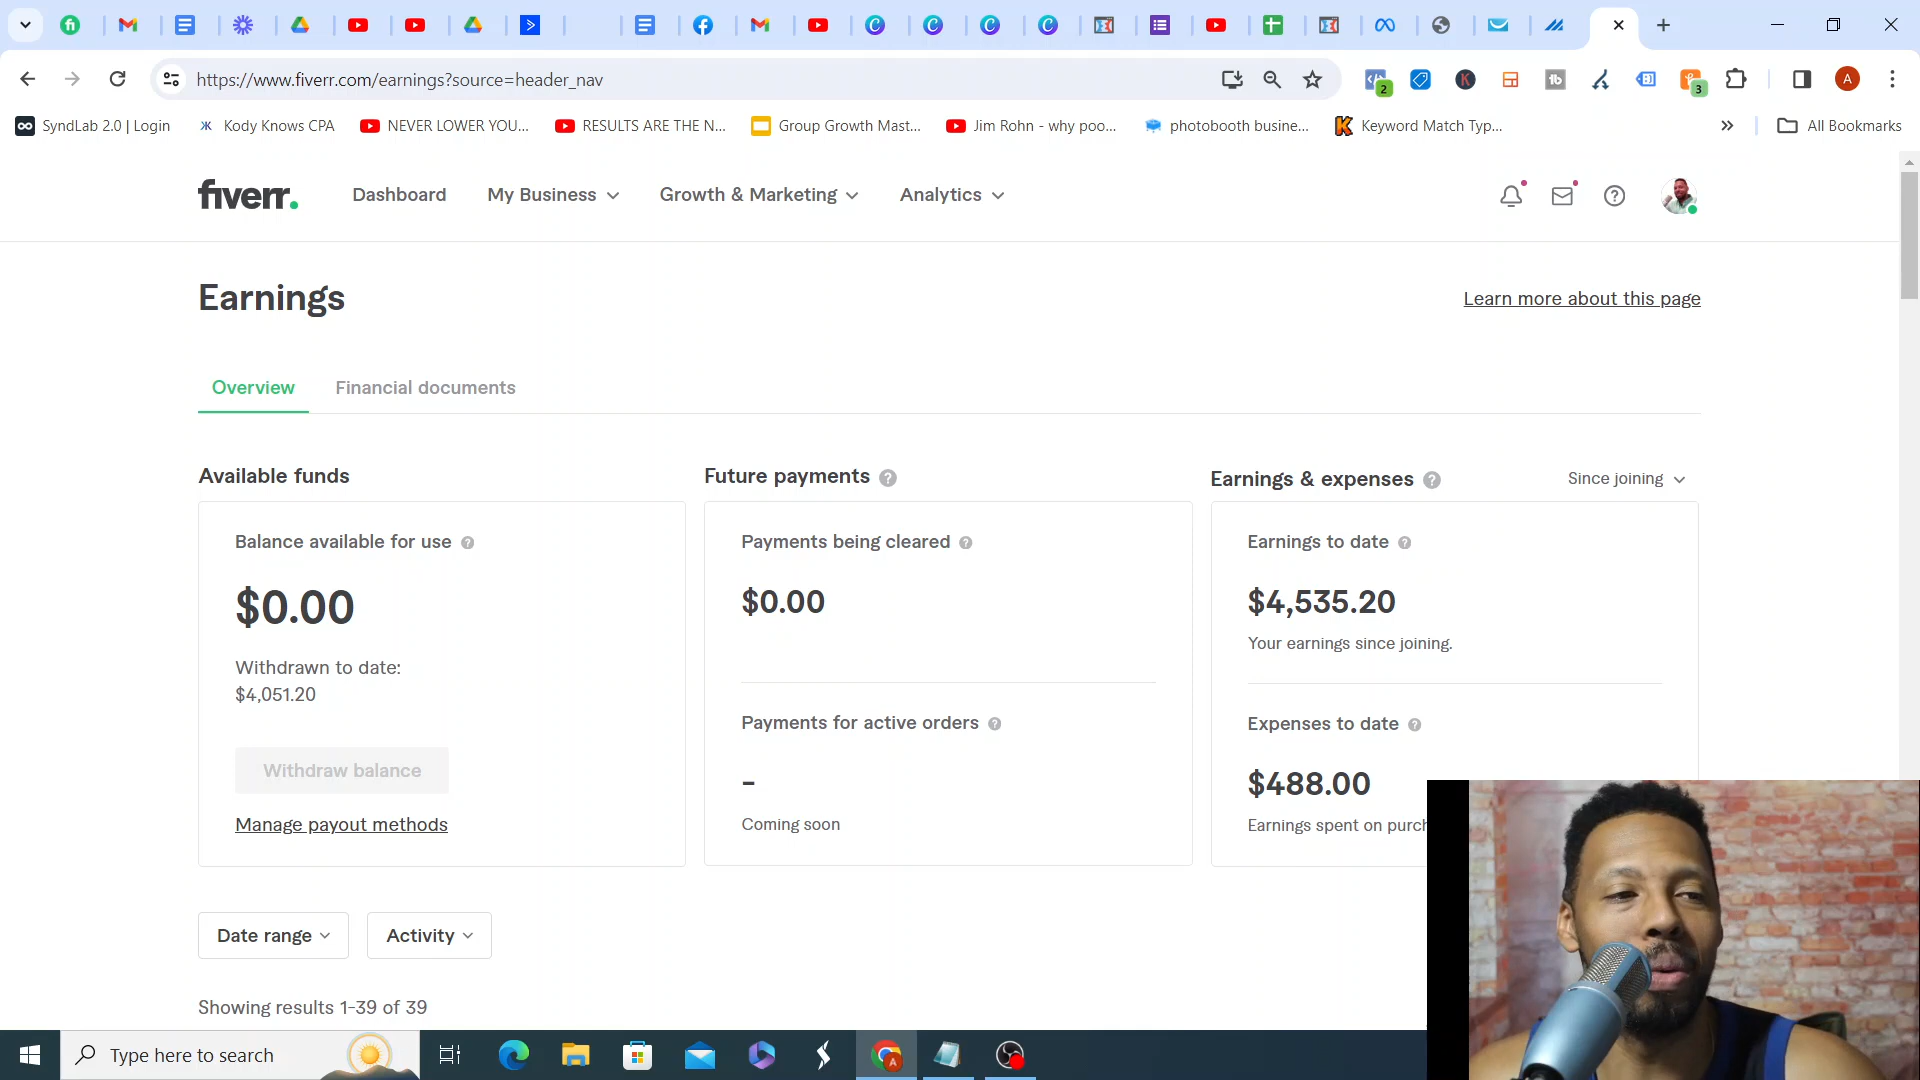 https://www.fiverr.com/earnings?source=header_nav
2
3
A
SyndLab 2.0 | Login
Kody Knows CPA
NEVER LOWER YOU...
RESULTS ARE THE N...
Group Growth Mast...
Jim Rohn - why poo...
photobooth busine...
Keyword Match Typ...
All Bookmarks
fiverr.
Dashboard
My Business
Growth & Marketing
Analytics
Earnings
Learn more about this page
Overview
Financial documents
Available funds
Balance available for use
$0.00
Withdrawn to date:
$4,051.20
Withdraw balance
Manage payout methods
Future payments
Payments being cleared
$0.00
Payments for active orders
-
Coming soon
Earnings & expenses
Since joining
Earnings to date
$4,535.20
Your earnings since joining.
Expenses to date
$488.00
Earnings spent on purch
Date range
Activity
Showing results 1-39 of 39
Type here to search